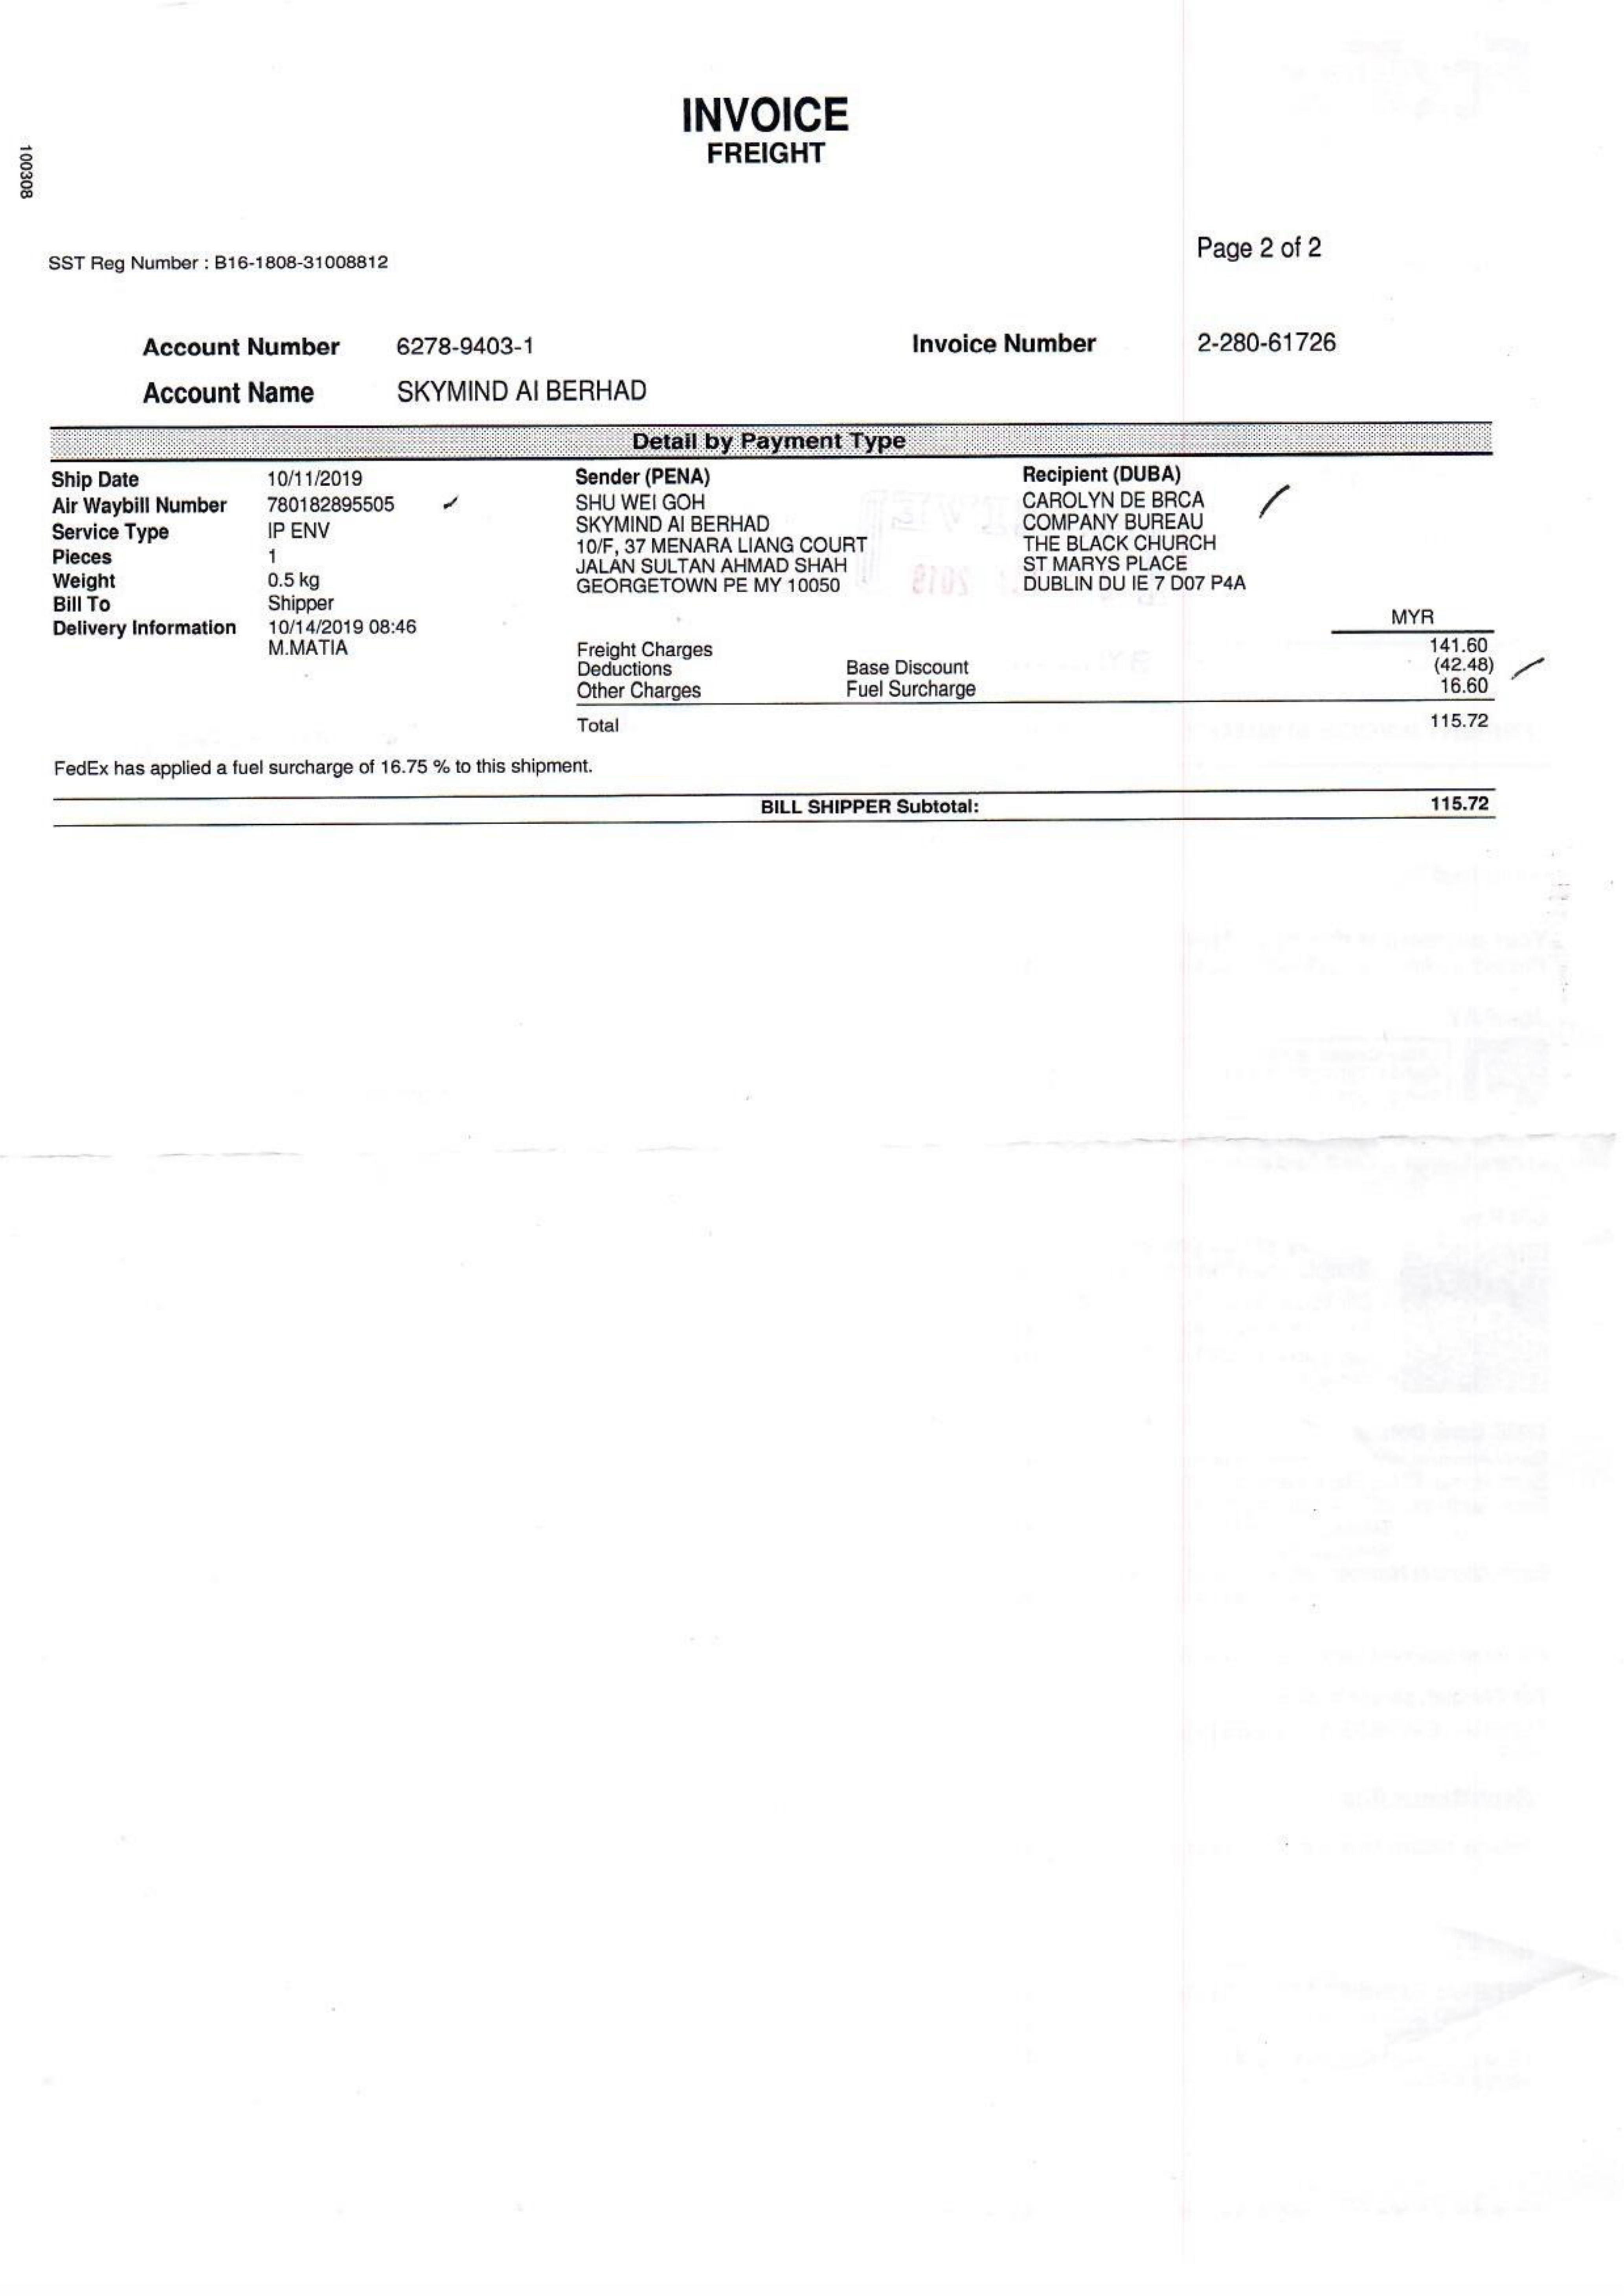 INVOICE
FREIGHT
100308
SST Reg Number : B16-1808-31008812
Page 2 of 2
Account Number 6278-9403-1 Invoice Number 2-280-61726
Account Name SKYMIND AI BERHAD
Detail by Payment Type
Ship Date 10/11/2019
Air Waybill Number 780182895505
Service Type IP ENV
Pieces 1
Weight 0.5 kg
Bill To Shipper
Delivery Information 10/14/2019 08:46
M.MATIA
Sender (PENA)
SHU WEI GOH
SKYMIND AI BERHAD
10/F, 37 MENARA LIANG COURT
JALAN SULTAN AHMAD SHAH
GEORGETOWN PE MY 10050
Recipient (DUBA)
CAROLYN DE BRCA
COMPANY BUREAU
THE BLACK CHURCH
ST MARYS PLACE
DUBLIN DU IE 7 D07 P4A
MYR
Freight Charges 141.60
Deductions Base Discount (42.48)
Other Charges Fuel Surcharge 16.60
Total 115.72
FedEx has applied a fuel surcharge of 16.75 % to this shipment.
BILL SHIPPER Subtotal: 115.72